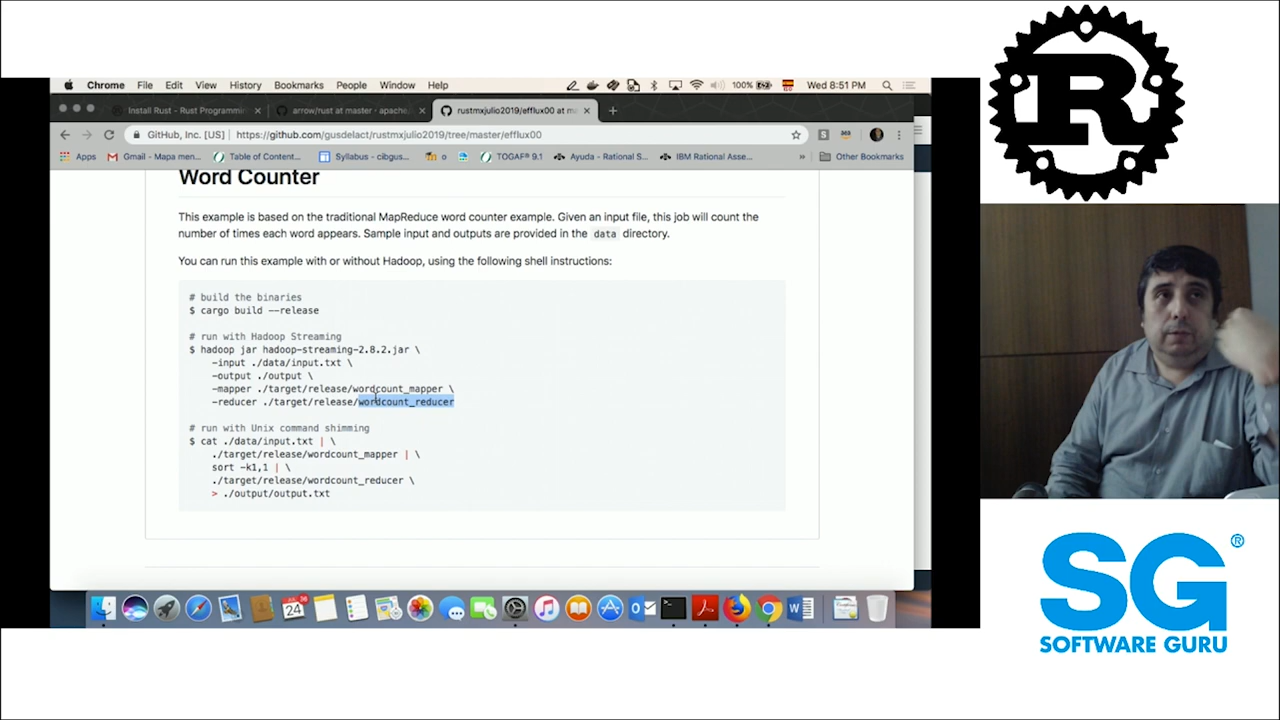 Chrome File Edit View History Bookmarks People Window Help 100% Wed 8:51 PM
Install Rust - Rust Programmi
arrow/rust at master · apache
rustmxjulio2019/efflux00 at ma
GitHub, Inc. [US] https://github.com/gusdelact/rustmxjulio2019/tree/master/efflux00
Apps Gmail - Mapa men... Table of Content... Syllabus - cibgus... TOGAF® 9.1 Ayuda - Rational S... IBM Rational Asse... » Other Bookmarks
Word Counter
This example is based on the traditional MapReduce word counter example. Given an input file, this job will count the
number of times each word appears. Sample input and outputs are provided in the data directory.
You can run this example with or without Hadoop, using the following shell instructions:
# build the binaries
$ cargo build --release
# run with Hadoop Streaming
$ hadoop jar hadoop-streaming-2.8.2.jar \
-input ./data/input.txt \
-output ./output \
-mapper ./target/release/wordcount_mapper \
-reducer ./target/release/wordcount_reducer
# run with Unix command shimming
$ cat ./data/input.txt | \
./target/release/wordcount_mapper | \
sort -k1,1 | \
./target/release/wordcount_reducer \
> ./output/output.txt
24
R
SG®
SOFTWARE GURU